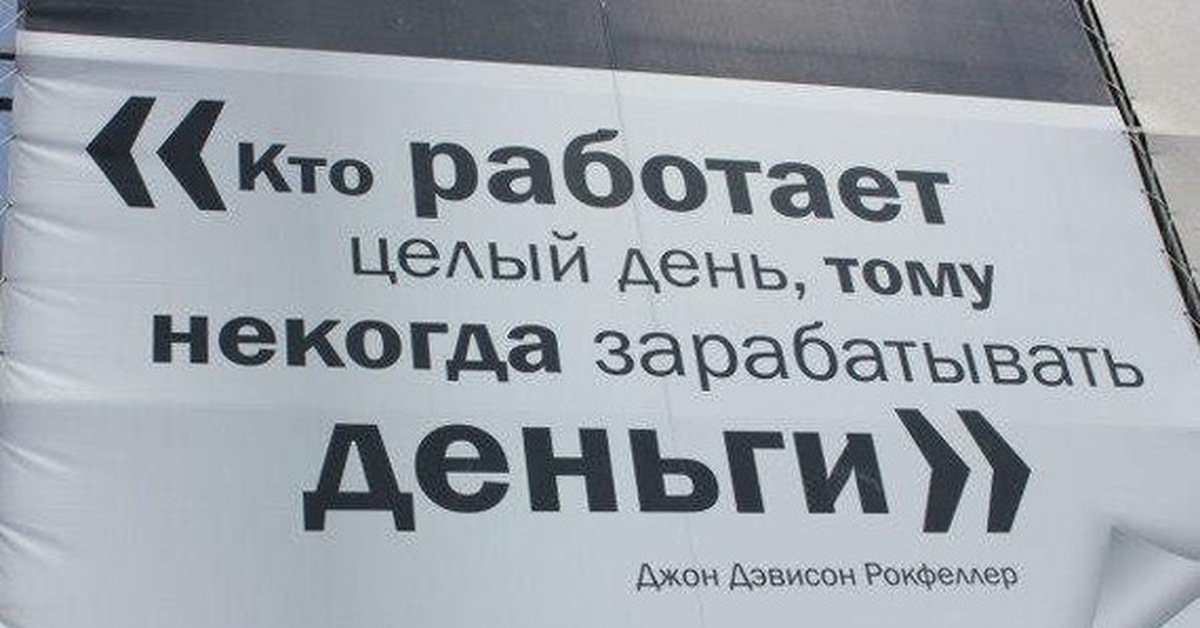 «Кто работает
целый день, тому
некогда зарабатывать
деньги»
Джон Дэвисон Рокфеллер